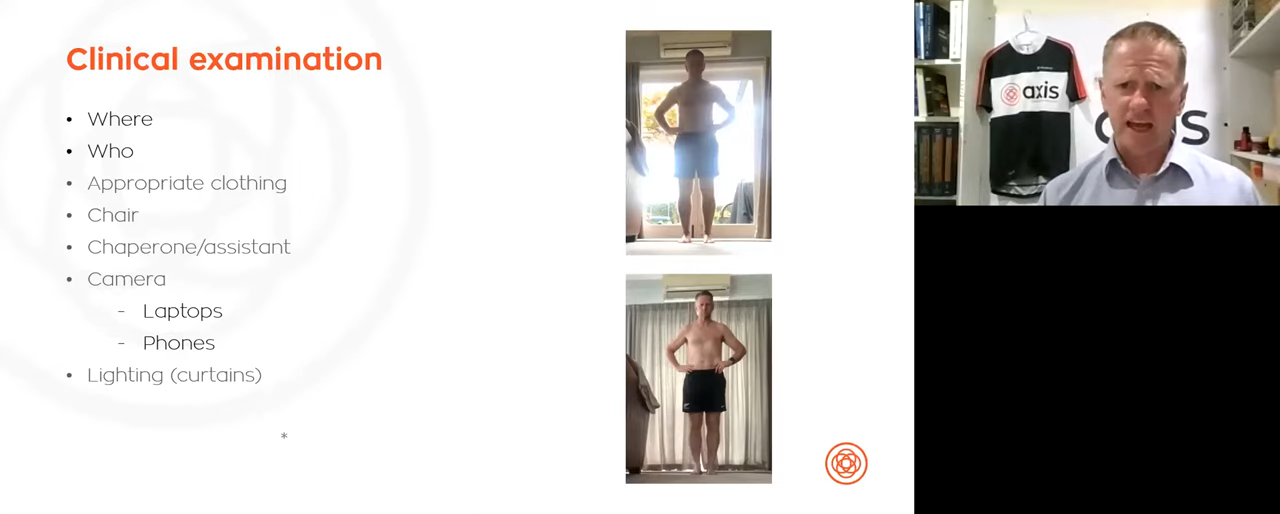 Clinical examination
• Where
• Who
• Appropriate clothing
• Chair
• Chaperone/assistant
• Camera
- Laptops
- Phones
• Lighting (curtains)
*
axis